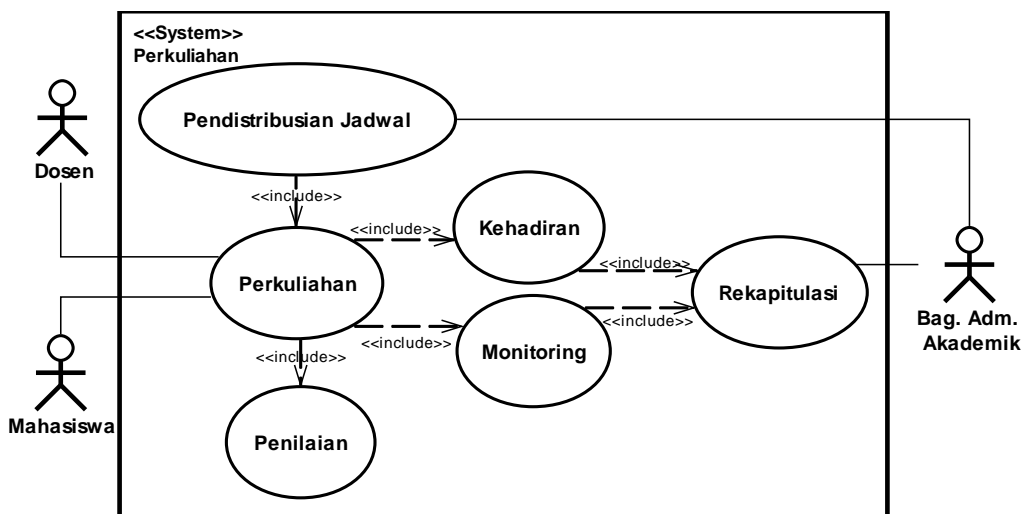 <<System>>
Perkuliahan
Pendistribusian Jadwal
Dosen
<<include>>
Kehadiran
<<include>>
Perkuliahan
<<include>>
Rekapitulasi
Bag. Adm.
Akademik
<<include>>
<<include>>
Monitoring
<<include>>
Mahasiswa
Penilaian